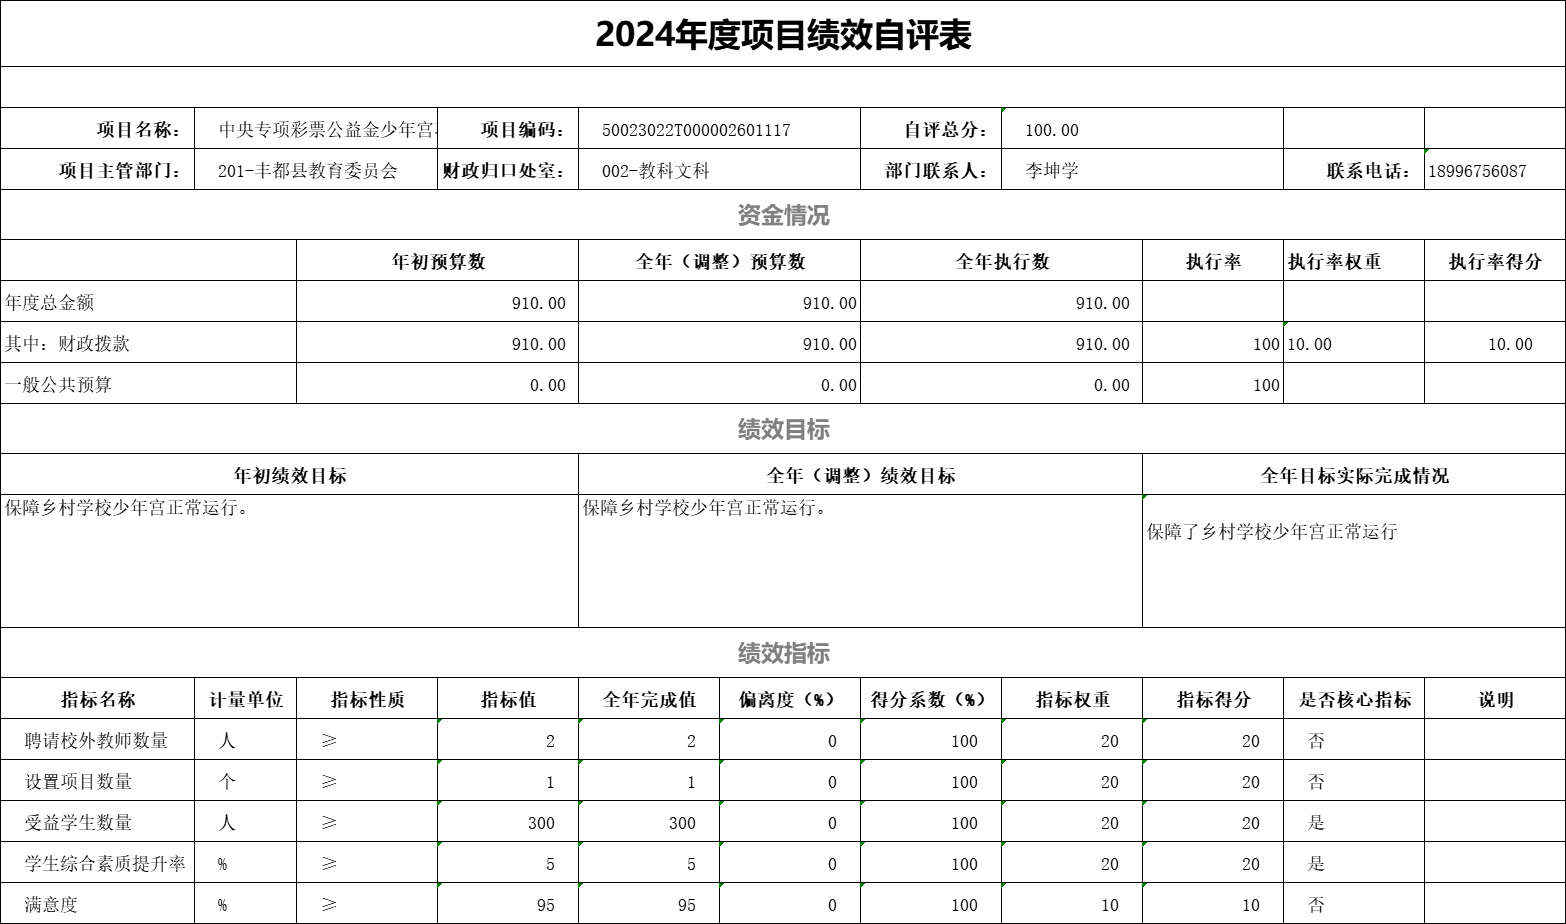 2024年度项目绩效自评表
项目名称： 中央专项彩票公益金少年宫 项目编码： 50023022T000002601117 自评总分： 100.00
项目主管部门： 201-丰都县教育委员会 财政归口处室： 002-教科文科 部门联系人： 李坤学 联系电话： 18996756087
资金情况
年初预算数 全年（调整）预算数 全年执行数 执行率 执行率权重 执行率得分
年度总金额 910.00 910.00 910.00
其中：财政拨款 910.00 910.00 910.00 100 10.00 10.00
一般公共预算 0.00 0.00 0.00 100
绩效目标
年初绩效目标 全年（调整）绩效目标 全年目标实际完成情况
保障乡村学校少年宫正常运行。 保障乡村学校少年宫正常运行。 保障了乡村学校少年宫正常运行
绩效指标
指标名称 计量单位 指标性质 指标值 全年完成值 偏离度（%） 得分系数（%） 指标权重 指标得分 是否核心指标 说明
聘请校外教师数量 人 ≥ 2 2 0 100 20 20 否
设置项目数量 个 ≥ 1 1 0 100 20 20 否
受益学生数量 人 ≥ 300 300 0 100 20 20 是
学生综合素质提升率 % ≥ 5 5 0 100 20 20 是
满意度 % ≥ 95 95 0 100 10 10 否